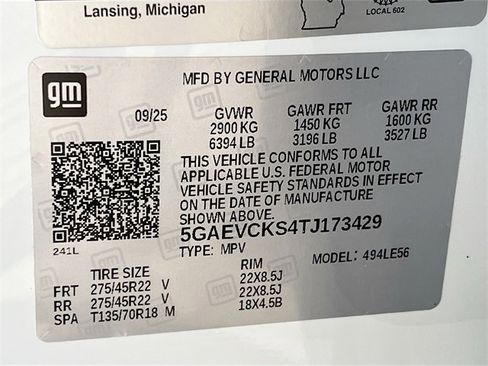 Lansing, Michigan
LOCAL 602
gm
MFD BY GENERAL MOTORS LLC
09/25 GVWR GAWR FRT GAWR RR
2900 KG 1450 KG 1600 KG
6394 LB 3196 LB 3527 LB
THIS VEHICLE CONFORMS TO ALL
APPLICABLE U.S. FEDERAL MOTOR
VEHICLE SAFETY STANDARDS IN EFFECT
ON THE DATE OF MANUFACTURE
SHOWN ABOVE.
5GAEVCKS4TJ173429
241L TYPE: MPV MODEL: 494LE56
TIRE SIZE RIM
FRT 275/45R22 V 22X8.5J
RR 275/45R22 V 22X8.5J
SPA T135/70R18 M 18X4.5B